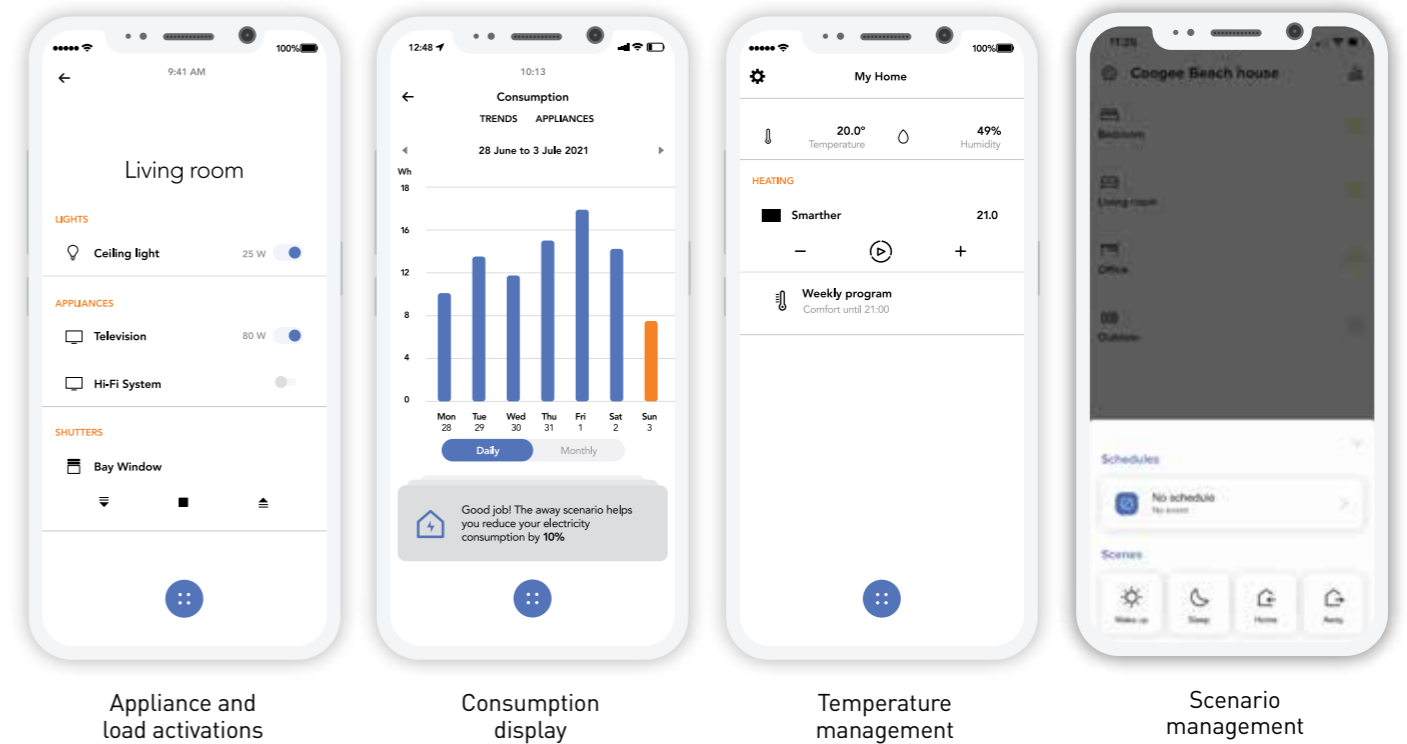 100%
9:41 AM
Living room
LIGHTS
Ceiling light 25 W
APPLIANCES
Television 80 W
Hi-Fi System
SHUTTERS
Bay Window
Appliance and
load activations
12:48
10:13
Consumption
TRENDS APPLIANCES
28 June to 3 Jule 2021
Wh
18
16
12
8
4
0
Mon Tue Wed Thu Fri Sat Sun
28 29 30 31 1 2 3
Daily Monthly
Good job! The away scenario helps
you reduce your electricity
consumption by 10%
Consumption
display
100%
My Home
20.0° 49%
Temperature Humidity
HEATING
Smarther 21.0
Weekly program
Comfort until 21:00
Temperature
management
Coogee Beach house
Bedroom
Living room
Office
Outdoor
Schedules
No schedule
No event
Scenes
Wake up Sleep Home Away
Scenario
management